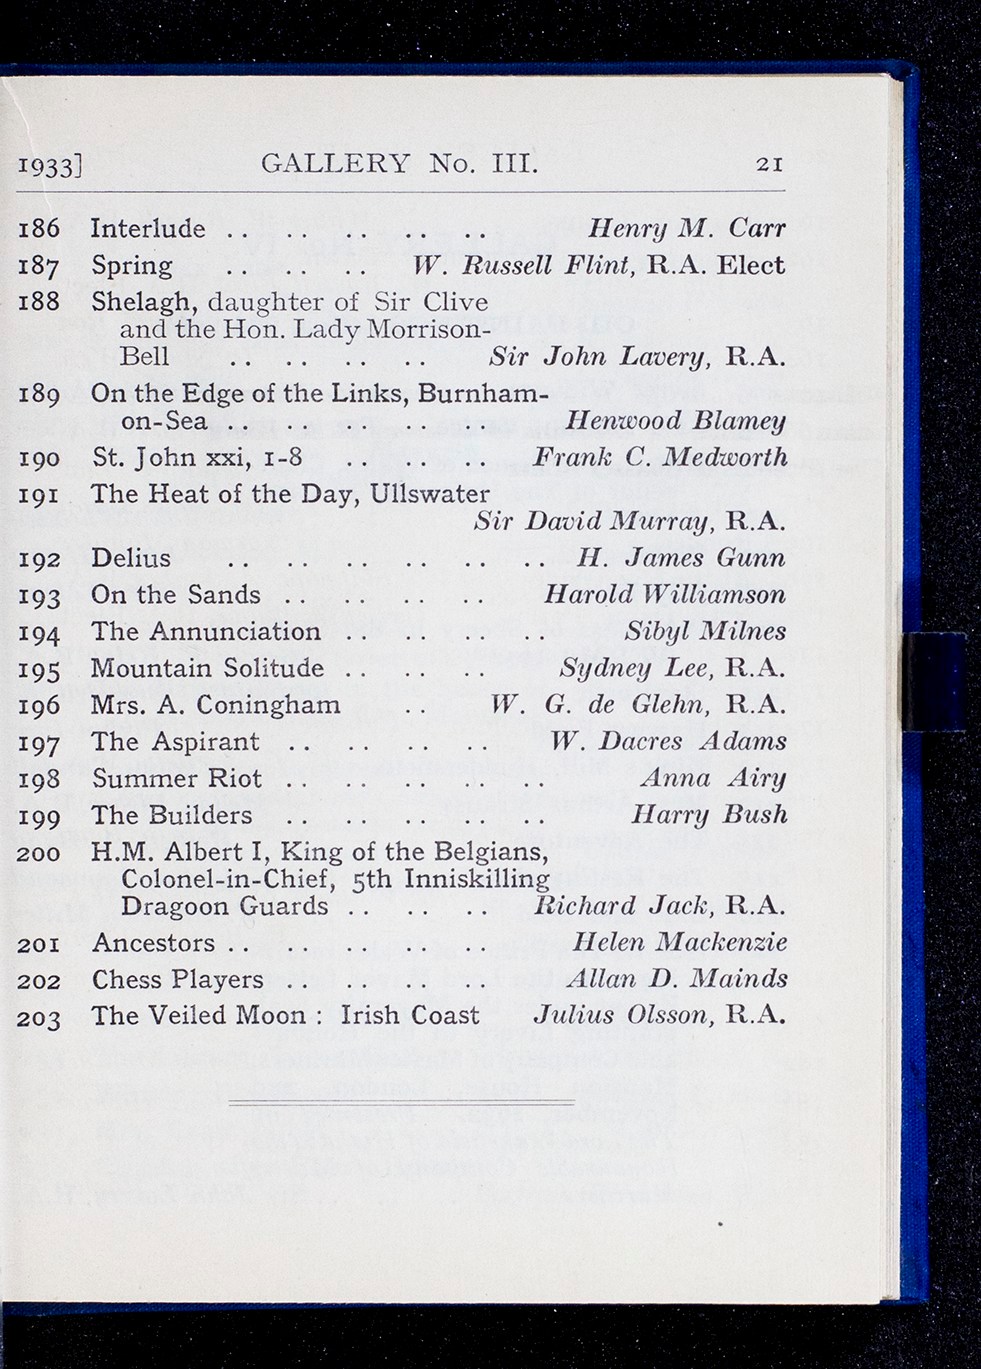 1933] GALLERY No. III. 21
186 Interlude .. .. .. .. .. Henry M. Carr
187 Spring .. .. .. W. Russell Flint, R.A. Elect
188 Shelagh, daughter of Sir Clive
and the Hon. Lady Morrison-
Bell .. .. .. .. Sir John Lavery, R.A.
189 On the Edge of the Links, Burnham-
on-Sea .. .. .. .. .. Henwood Blamey
190 St. John xxi, 1-8 .. .. .. Frank C. Medworth
191 The Heat of the Day, Ullswater
Sir David Murray, R.A.
192 Delius .. .. .. .. .. .. H. James Gunn
193 On the Sands .. .. .. .. Harold Williamson
194 The Annunciation .. .. .. .. Sibyl Milnes
195 Mountain Solitude .. .. .. Sydney Lee, R.A.
196 Mrs. A. Coningham .. W. G. de Glehn, R.A.
197 The Aspirant .. .. .. .. W. Dacres Adams
198 Summer Riot .. .. .. .. .. Anna Airy
199 The Builders .. .. .. .. .. Harry Bush
200 H.M. Albert I, King of the Belgians,
Colonel-in-Chief, 5th Inniskilling
Dragoon Guards .. .. .. Richard Jack, R.A.
201 Ancestors .. .. .. .. .. Helen Mackenzie
202 Chess Players .. .. .. .. Allan D. Mainds
203 The Veiled Moon : Irish Coast Julius Olsson, R.A.